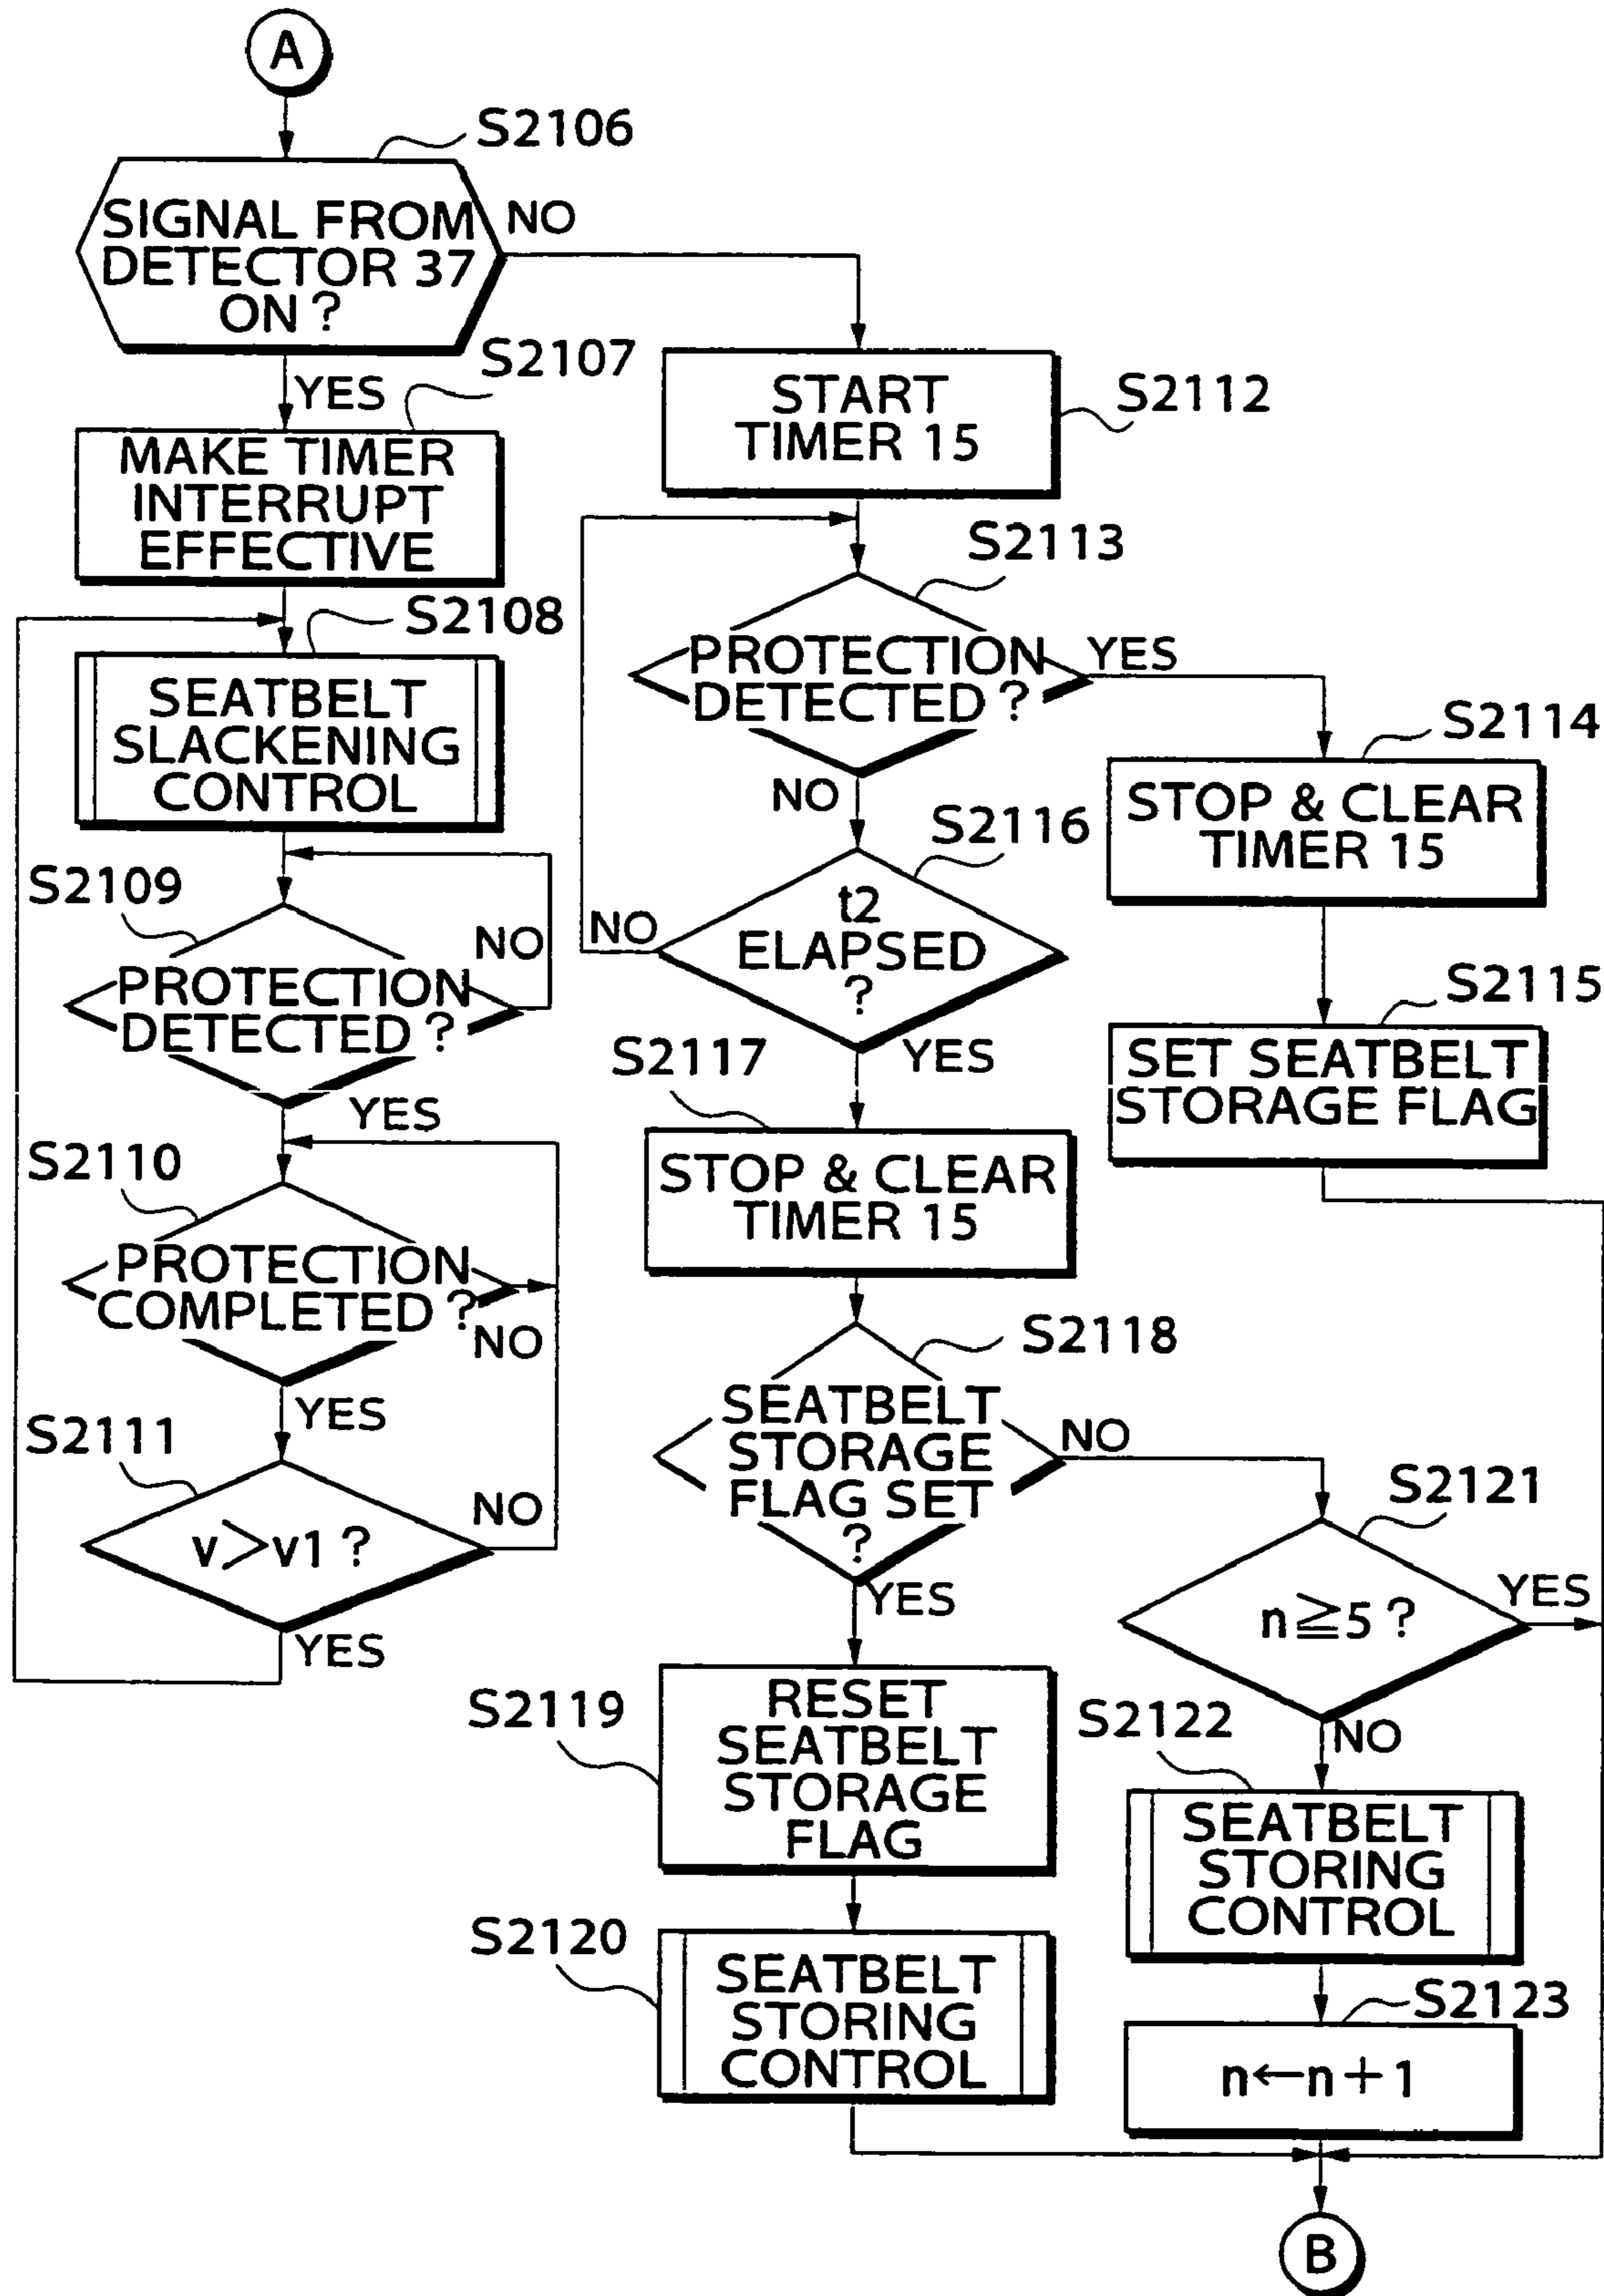 A
S2106
SIGNAL FROM
DETECTOR 37
ON ?
NO
YES
S2107
MAKE TIMER
INTERRUPT
EFFECTIVE
S2108
SEATBELT
SLACKENING
CONTROL
S2109
NO
PROTECTION
DETECTED ?
YES
S2110
PROTECTION
COMPLETED ?
NO
YES
S2111
NO
v>v1 ?
YES
START
TIMER 15
S2112
S2113
PROTECTION
DETECTED ?
YES
NO
S2114
STOP & CLEAR
TIMER 15
S2115
SET SEATBELT
STORAGE FLAG
S2116
t2
ELAPSED
?
NO
YES
S2117
STOP & CLEAR
TIMER 15
S2118
SEATBELT
STORAGE
FLAG SET
?
NO
YES
S2119
RESET
SEATBELT
STORAGE
FLAG
S2120
SEATBELT
STORING
CONTROL
S2121
n≧5 ?
YES
NO
S2122
SEATBELT
STORING
CONTROL
S2123
n←n+1
B